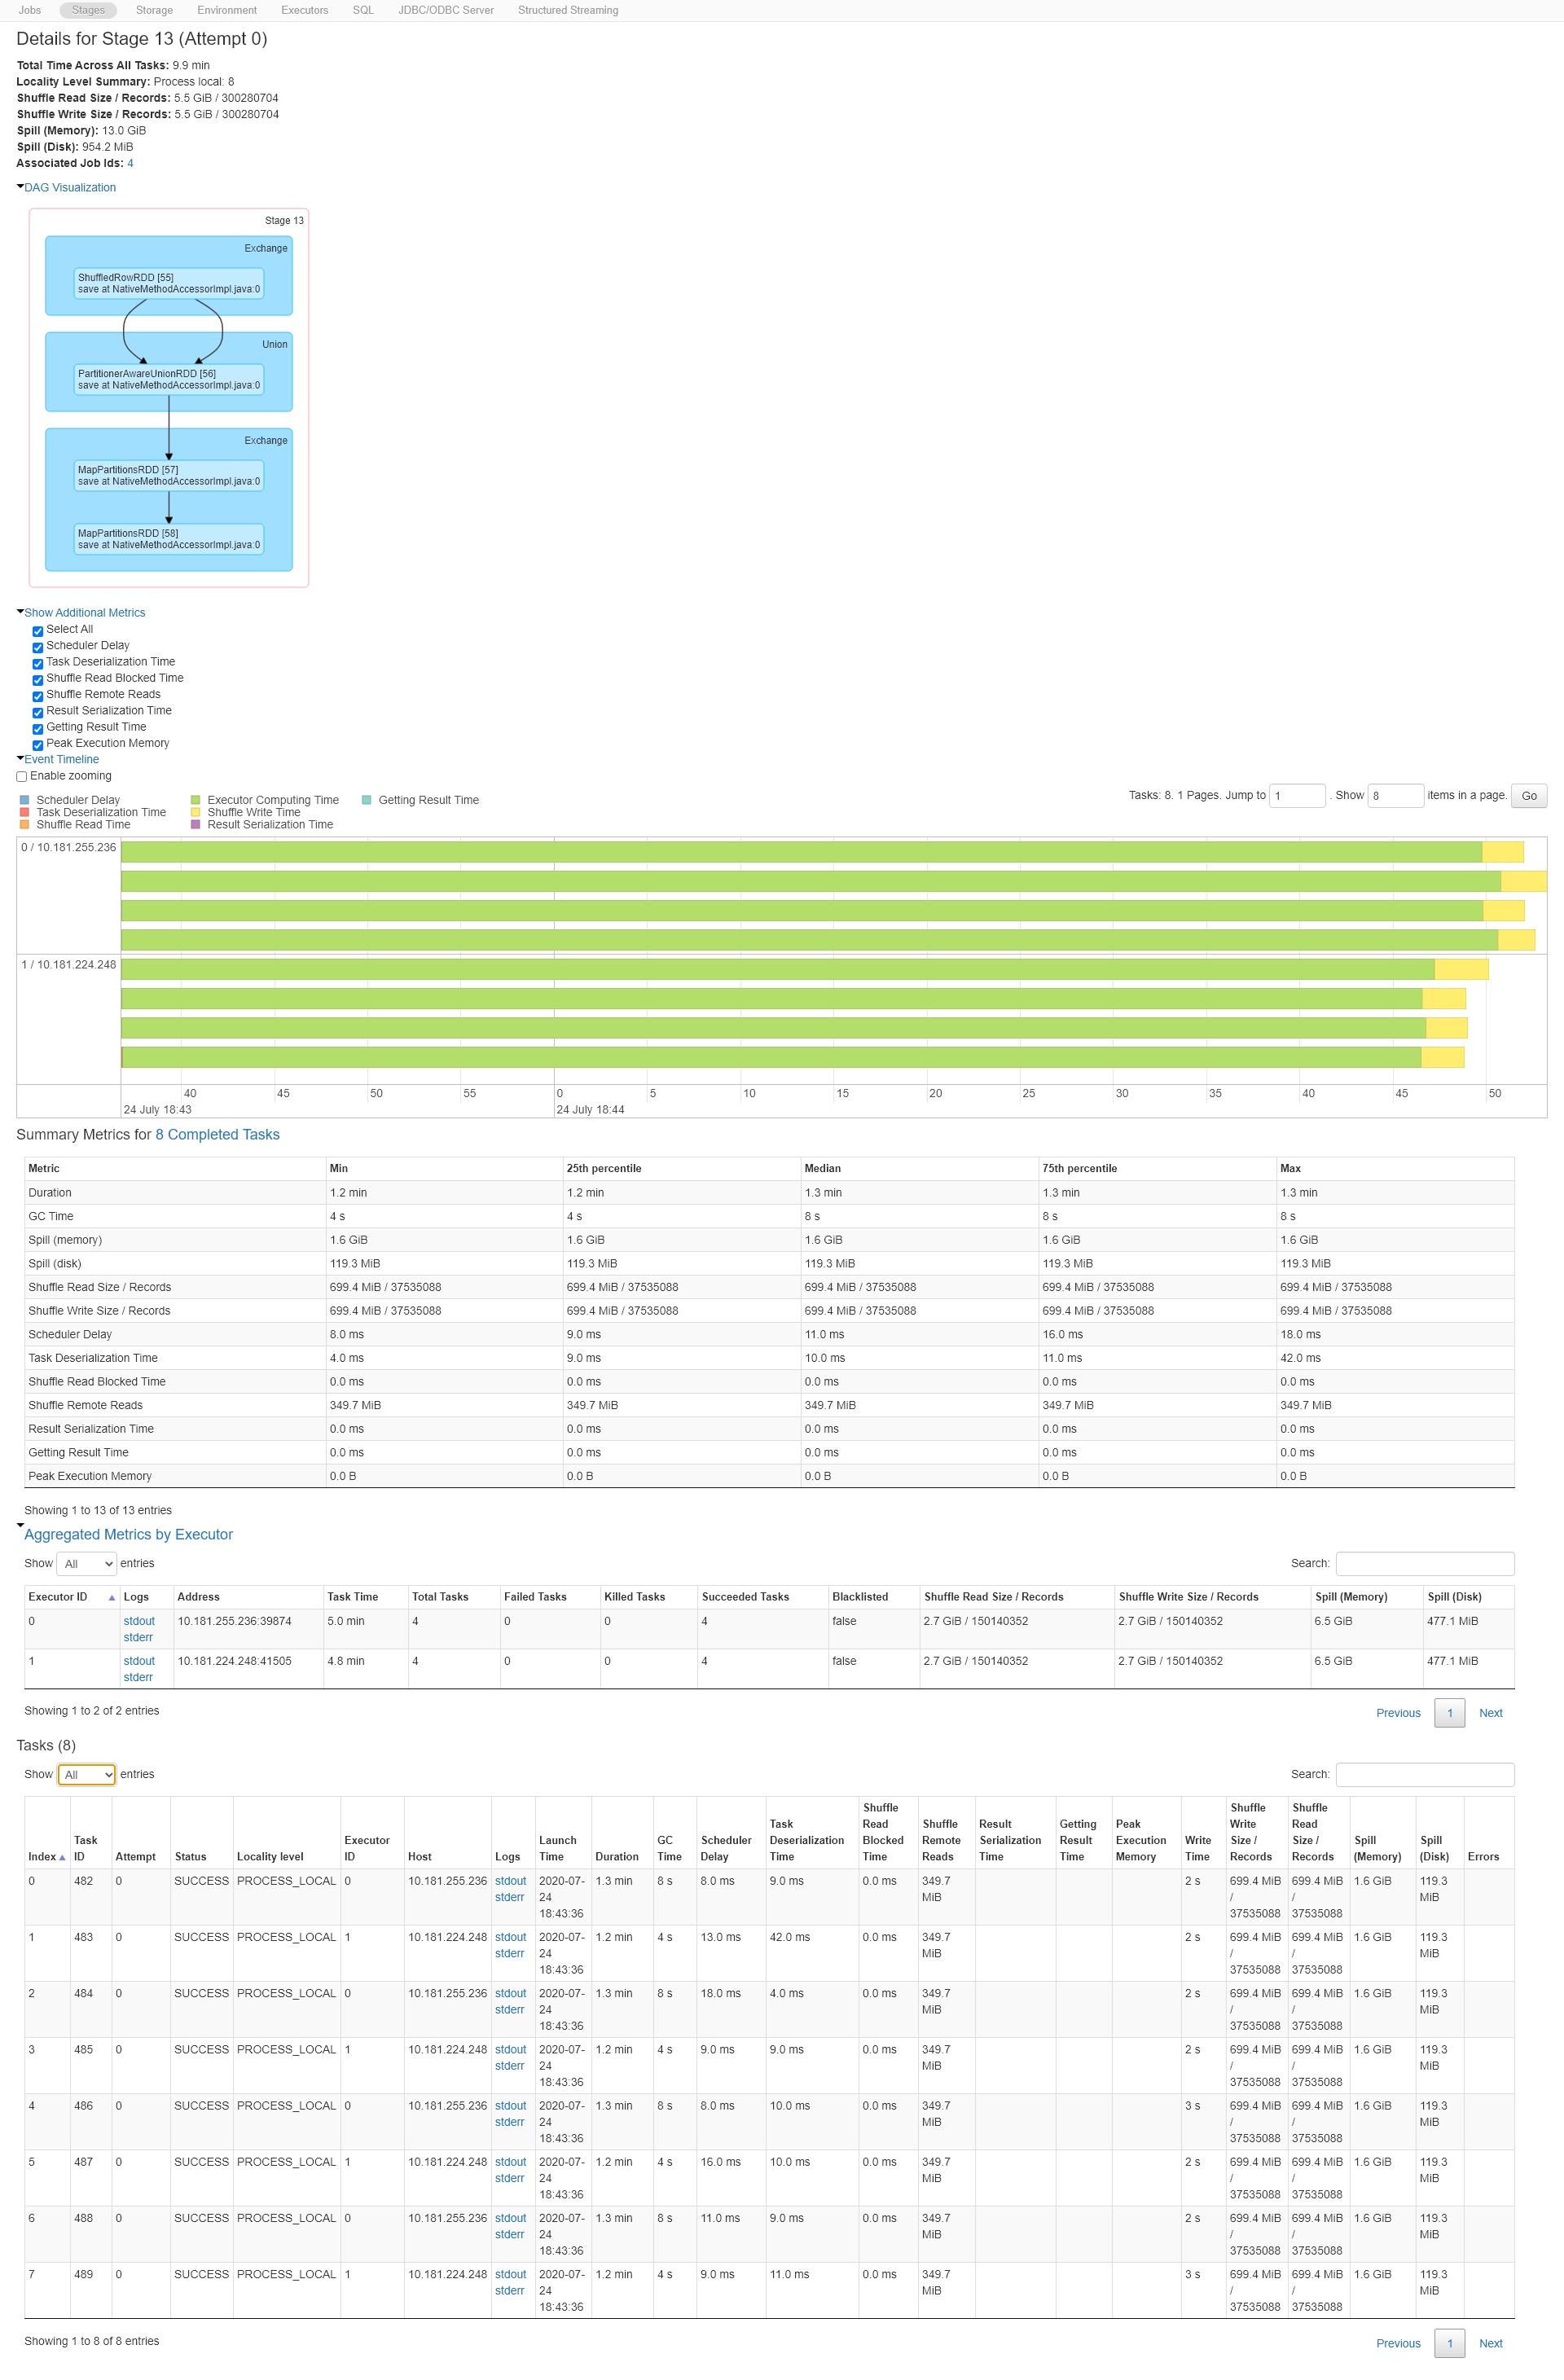 Jobs Stages Storage Environment Executors SQL JDBC/ODBC Server Structured Streaming
Details for Stage 13 (Attempt 0)
Total Time Across All Tasks: 9.9 min
Locality Level Summary: Process local: 8
Shuffle Read Size / Records: 5.5 GiB / 300280704
Shuffle Write Size / Records: 5.5 GiB / 300280704
Spill (Memory): 13.0 GiB
Spill (Disk): 954.2 MiB
Associated Job Ids: 4
DAG Visualization
Stage 13
Exchange
ShuffledRowRDD [55]
save at NativeMethodAccessorImpl.java:0
Union
PartitionerAwareUnionRDD [56]
save at NativeMethodAccessorImpl.java:0
Exchange
MapPartitionsRDD [57]
save at NativeMethodAccessorImpl.java:0
MapPartitionsRDD [58]
save at NativeMethodAccessorImpl.java:0
Show Additional Metrics
Select All
Scheduler Delay
Task Deserialization Time
Shuffle Read Blocked Time
Shuffle Remote Reads
Result Serialization Time
Getting Result Time
Peak Execution Memory
Event Timeline
Enable zooming
Tasks: 8. 1 Pages. Jump to 1 . Show 8 items in a page. Go
Scheduler Delay Executor Computing Time Getting Result Time
Task Deserialization Time Shuffle Write Time
Shuffle Read Time Result Serialization Time
0 / 10.181.255.236
1 / 10.181.224.248
40 45 50 55 0 5 10 15 20 25 30 35 40 45 50
24 July 18:43 24 July 18:44
Summary Metrics for 8 Completed Tasks
Metric Min 25th percentile Median 75th percentile Max
Duration 1.2 min 1.2 min 1.3 min 1.3 min 1.3 min
GC Time 4 s 4 s 8 s 8 s 8 s
Spill (memory) 1.6 GiB 1.6 GiB 1.6 GiB 1.6 GiB 1.6 GiB
Spill (disk) 119.3 MiB 119.3 MiB 119.3 MiB 119.3 MiB 119.3 MiB
Shuffle Read Size / Records 699.4 MiB / 37535088 699.4 MiB / 37535088 699.4 MiB / 37535088 699.4 MiB / 37535088 699.4 MiB / 37535088
Shuffle Write Size / Records 699.4 MiB / 37535088 699.4 MiB / 37535088 699.4 MiB / 37535088 699.4 MiB / 37535088 699.4 MiB / 37535088
Scheduler Delay 8.0 ms 9.0 ms 11.0 ms 16.0 ms 18.0 ms
Task Deserialization Time 4.0 ms 9.0 ms 10.0 ms 11.0 ms 42.0 ms
Shuffle Read Blocked Time 0.0 ms 0.0 ms 0.0 ms 0.0 ms 0.0 ms
Shuffle Remote Reads 349.7 MiB 349.7 MiB 349.7 MiB 349.7 MiB 349.7 MiB
Result Serialization Time 0.0 ms 0.0 ms 0.0 ms 0.0 ms 0.0 ms
Getting Result Time 0.0 ms 0.0 ms 0.0 ms 0.0 ms 0.0 ms
Peak Execution Memory 0.0 B 0.0 B 0.0 B 0.0 B 0.0 B
Showing 1 to 13 of 13 entries
Aggregated Metrics by Executor
Show All entries Search:
Executor ID Logs Address Task Time Total Tasks Failed Tasks Killed Tasks Succeeded Tasks Blacklisted Shuffle Read Size / Records Shuffle Write Size / Records Spill (Memory) Spill (Disk)
0 stdout 10.181.255.236:39874 5.0 min 4 0 0 4 false 2.7 GiB / 150140352 2.7 GiB / 150140352 6.5 GiB 477.1 MiB
stderr
1 stdout 10.181.224.248:41505 4.8 min 4 0 0 4 false 2.7 GiB / 150140352 2.7 GiB / 150140352 6.5 GiB 477.1 MiB
stderr
Showing 1 to 2 of 2 entries Previous 1 Next
Tasks (8)
Show All entries Search:
Shuffle Shuffle Shuffle
Task Read Shuffle Result Getting Peak Write Read
Task Executor Launch GC Scheduler Deserialization Blocked Remote Serialization Result Execution Write Size / Size / Spill Spill
Index ID Attempt Status Locality level ID Host Logs Time Duration Time Delay Time Time Reads Time Time Memory Time Records Records (Memory) (Disk) Errors
0 482 0 SUCCESS PROCESS_LOCAL 0 10.181.255.236 stdout 2020-07- 1.3 min 8 s 8.0 ms 9.0 ms 0.0 ms 349.7 2 s 699.4 MiB 699.4 MiB 1.6 GiB 119.3
stderr 24 MiB / / MiB
18:43:36 37535088 37535088
1 483 0 SUCCESS PROCESS_LOCAL 1 10.181.224.248 stdout 2020-07- 1.2 min 4 s 13.0 ms 42.0 ms 0.0 ms 349.7 2 s 699.4 MiB 699.4 MiB 1.6 GiB 119.3
stderr 24 MiB / / MiB
18:43:36 37535088 37535088
2 484 0 SUCCESS PROCESS_LOCAL 0 10.181.255.236 stdout 2020-07- 1.3 min 8 s 18.0 ms 4.0 ms 0.0 ms 349.7 2 s 699.4 MiB 699.4 MiB 1.6 GiB 119.3
stderr 24 MiB / / MiB
18:43:36 37535088 37535088
3 485 0 SUCCESS PROCESS_LOCAL 1 10.181.224.248 stdout 2020-07- 1.2 min 4 s 9.0 ms 9.0 ms 0.0 ms 349.7 2 s 699.4 MiB 699.4 MiB 1.6 GiB 119.3
stderr 24 MiB / / MiB
18:43:36 37535088 37535088
4 486 0 SUCCESS PROCESS_LOCAL 0 10.181.255.236 stdout 2020-07- 1.3 min 8 s 8.0 ms 10.0 ms 0.0 ms 349.7 3 s 699.4 MiB 699.4 MiB 1.6 GiB 119.3
stderr 24 MiB / / MiB
18:43:36 37535088 37535088
5 487 0 SUCCESS PROCESS_LOCAL 1 10.181.224.248 stdout 2020-07- 1.2 min 4 s 16.0 ms 10.0 ms 0.0 ms 349.7 2 s 699.4 MiB 699.4 MiB 1.6 GiB 119.3
stderr 24 MiB / / MiB
18:43:36 37535088 37535088
6 488 0 SUCCESS PROCESS_LOCAL 0 10.181.255.236 stdout 2020-07- 1.3 min 8 s 11.0 ms 9.0 ms 0.0 ms 349.7 2 s 699.4 MiB 699.4 MiB 1.6 GiB 119.3
stderr 24 MiB / / MiB
18:43:36 37535088 37535088
7 489 0 SUCCESS PROCESS_LOCAL 1 10.181.224.248 stdout 2020-07- 1.2 min 4 s 9.0 ms 11.0 ms 0.0 ms 349.7 3 s 699.4 MiB 699.4 MiB 1.6 GiB 119.3
stderr 24 MiB / / MiB
18:43:36 37535088 37535088
Showing 1 to 8 of 8 entries Previous 1 Next